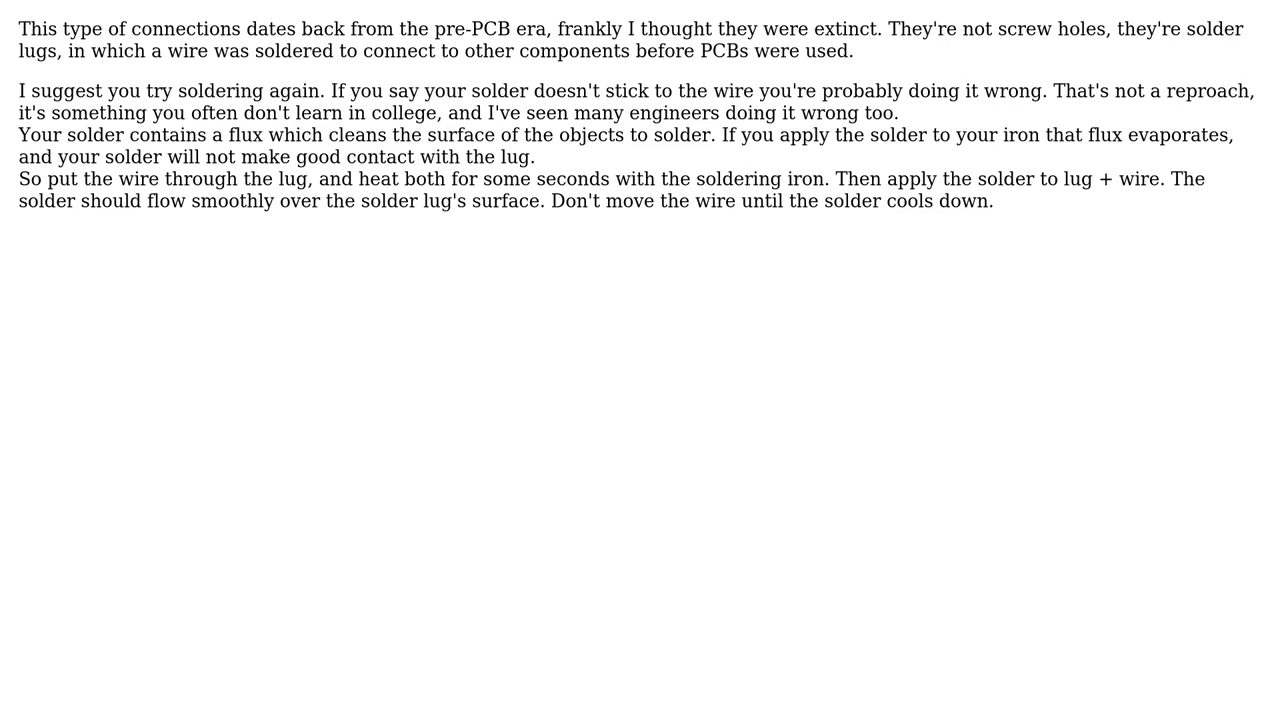 This type of connections dates back from the pre-PCB era, frankly I thought they were extinct. They're not screw holes, they're solder
lugs, in which a wire was soldered to connect to other components before PCBs were used.
I suggest you try soldering again. If you say your solder doesn't stick to the wire you're probably doing it wrong. That's not a reproach,
it's something you often don't learn in college, and I've seen many engineers doing it wrong too.
Your solder contains a flux which cleans the surface of the objects to solder. If you apply the solder to your iron that flux evaporates,
and your solder will not make good contact with the lug.
So put the wire through the lug, and heat both for some seconds with the soldering iron. Then apply the solder to lug + wire. The
solder should flow smoothly over the solder lug's surface. Don't move the wire until the solder cools down.